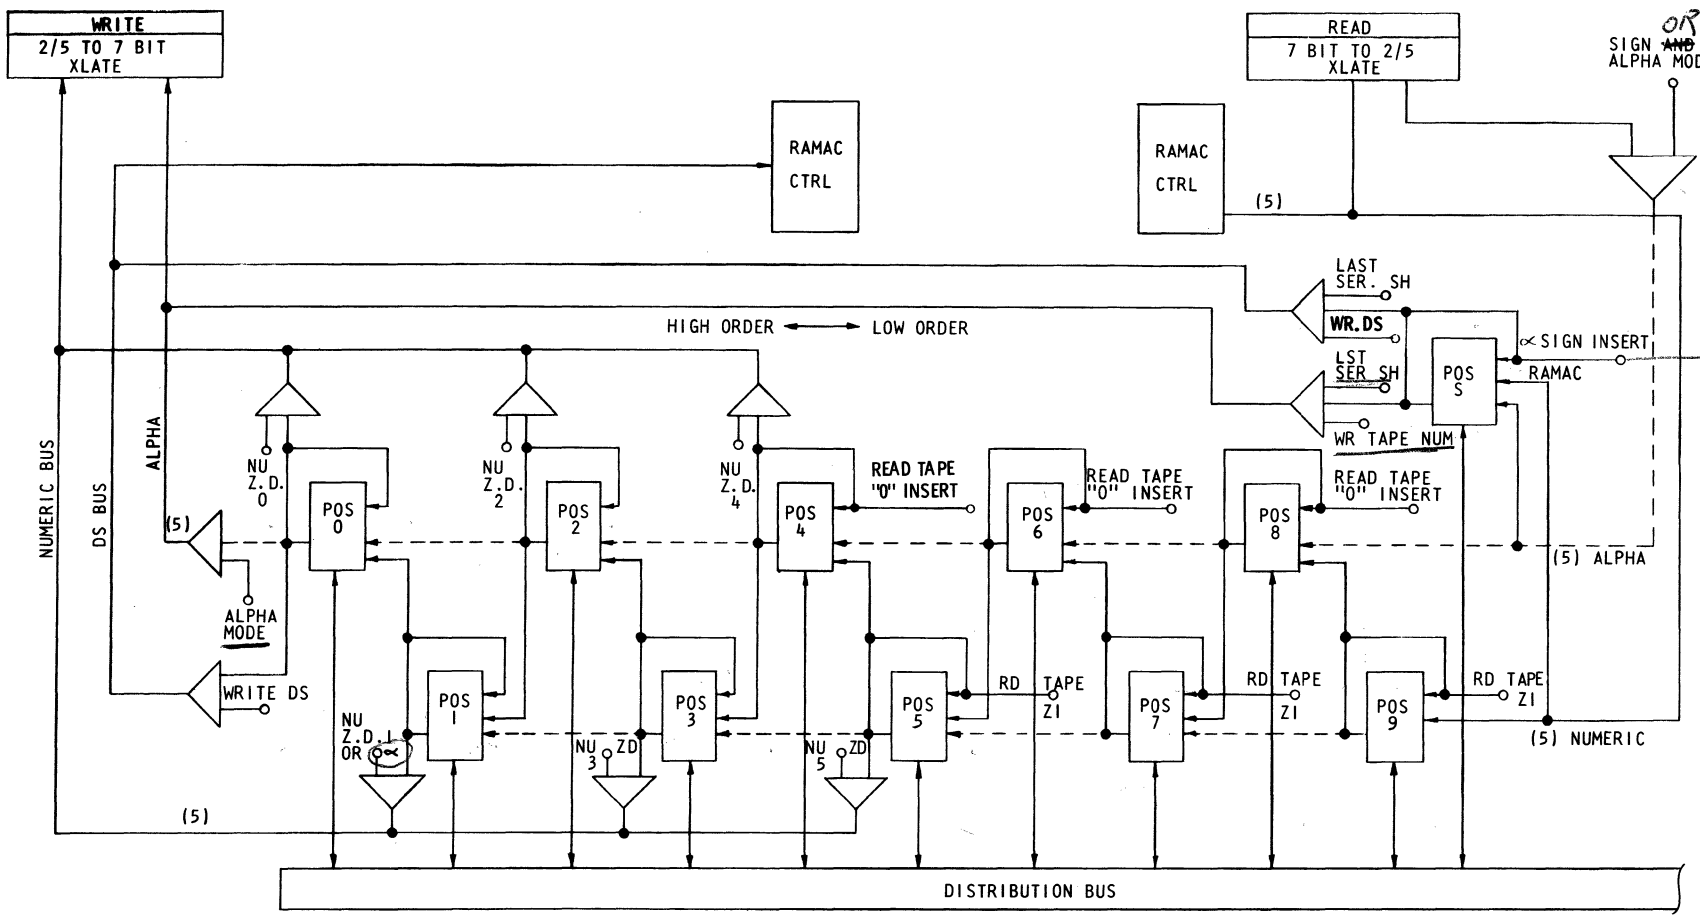 WRITE
2/5 TO 7 BIT
XLATE
READ
7 BIT TO 2/5
XLATE
OR
SIGN AND
ALPHA MOD
RAMAC
CTRL
RAMAC
CTRL
(5)
LAST
SER. SH
WR.DS
HIGH ORDER
LOW ORDER
∝ SIGN INSERT
RAMAC
LST
SER SH
POS
S
WR TAPE NUM
NUMERIC BUS
DS BUS
ALPHA
NU
Z.D.
0
NU
Z.D.
2
NU
Z.D.
4
READ TAPE
"0" INSERT
READ TAPE
"0" INSERT
READ TAPE
"0" INSERT
(5)
POS
0
POS
2
POS
4
POS
6
POS
8
(5) ALPHA
ALPHA
MODE
WRITE DS
POS
1
POS
3
POS
5
POS
7
POS
9
RD TAPE
Z1
RD TAPE
Z1
RD TAPE
Z1
(5) NUMERIC
NU
Z.D.1
OR ∝
NU ZD
3
NU ZD
5
(5)
DISTRIBUTION BUS